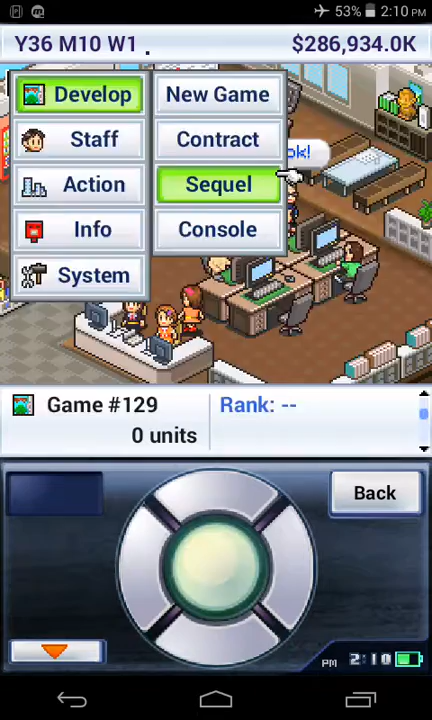 53% 2:10 PM
Y36 M10 W1 . $286,934.0K
Develop New Game
Staff Contract
ok!
Action Sequel
Info Console
System
Game #129 Rank: --
0 units
Back
PM 2:10